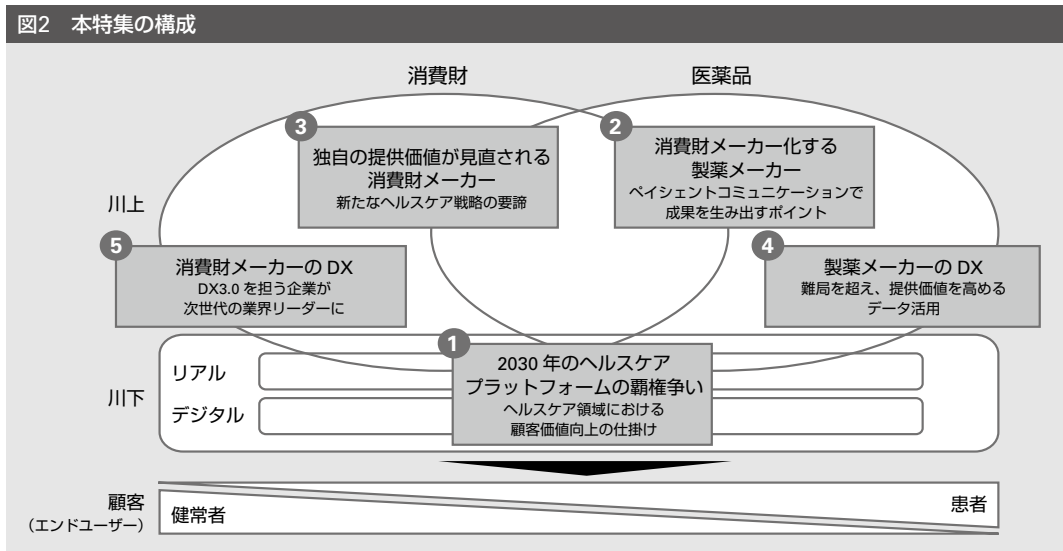 図2 本特集の構成
消費財
医薬品
3
独自の提供価値が見直される
消費財メーカー
新たなヘルスケア戦略の要諦
2
消費財メーカー化する
製薬メーカー
ペイシェントコミュニケーションで
成果を生み出すポイント
川上
5
消費財メーカーの DX
DX3.0 を担う企業が
次世代の業界リーダーに
4
製薬メーカーの DX
難局を超え、提供価値を高める
データ活用
川下
リアル
デジタル
1
2030 年のヘルスケア
プラットフォームの覇権争い
ヘルスケア領域における
顧客価値向上の仕掛け
顧客
（エンドユーザー）
健常者
患者